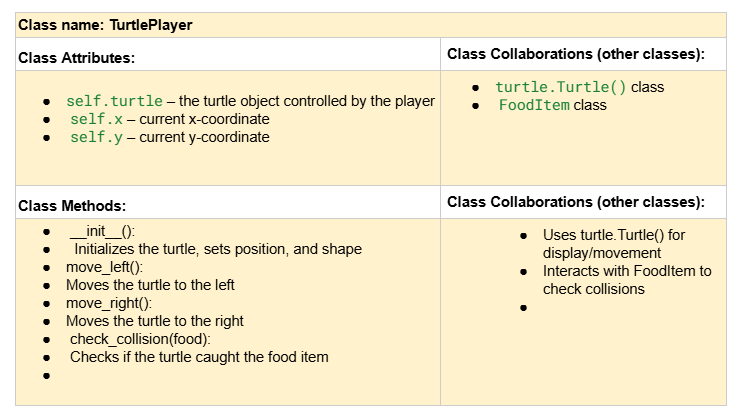 Class name: TurtlePlayer
Class Attributes:
Class Collaborations (other classes):
● self.turtle – the turtle object controlled by the player
● self.x – current x-coordinate
● self.y – current y-coordinate
● turtle.Turtle() class
● FoodItem class
Class Methods:
Class Collaborations (other classes):
● __init__():
● Initializes the turtle, sets position, and shape
● move_left():
● Moves the turtle to the left
● move_right():
● Moves the turtle to the right
● check_collision(food):
● Checks if the turtle caught the food item
●
● Uses turtle.Turtle() for
display/movement
● Interacts with FoodItem to
check collisions
●